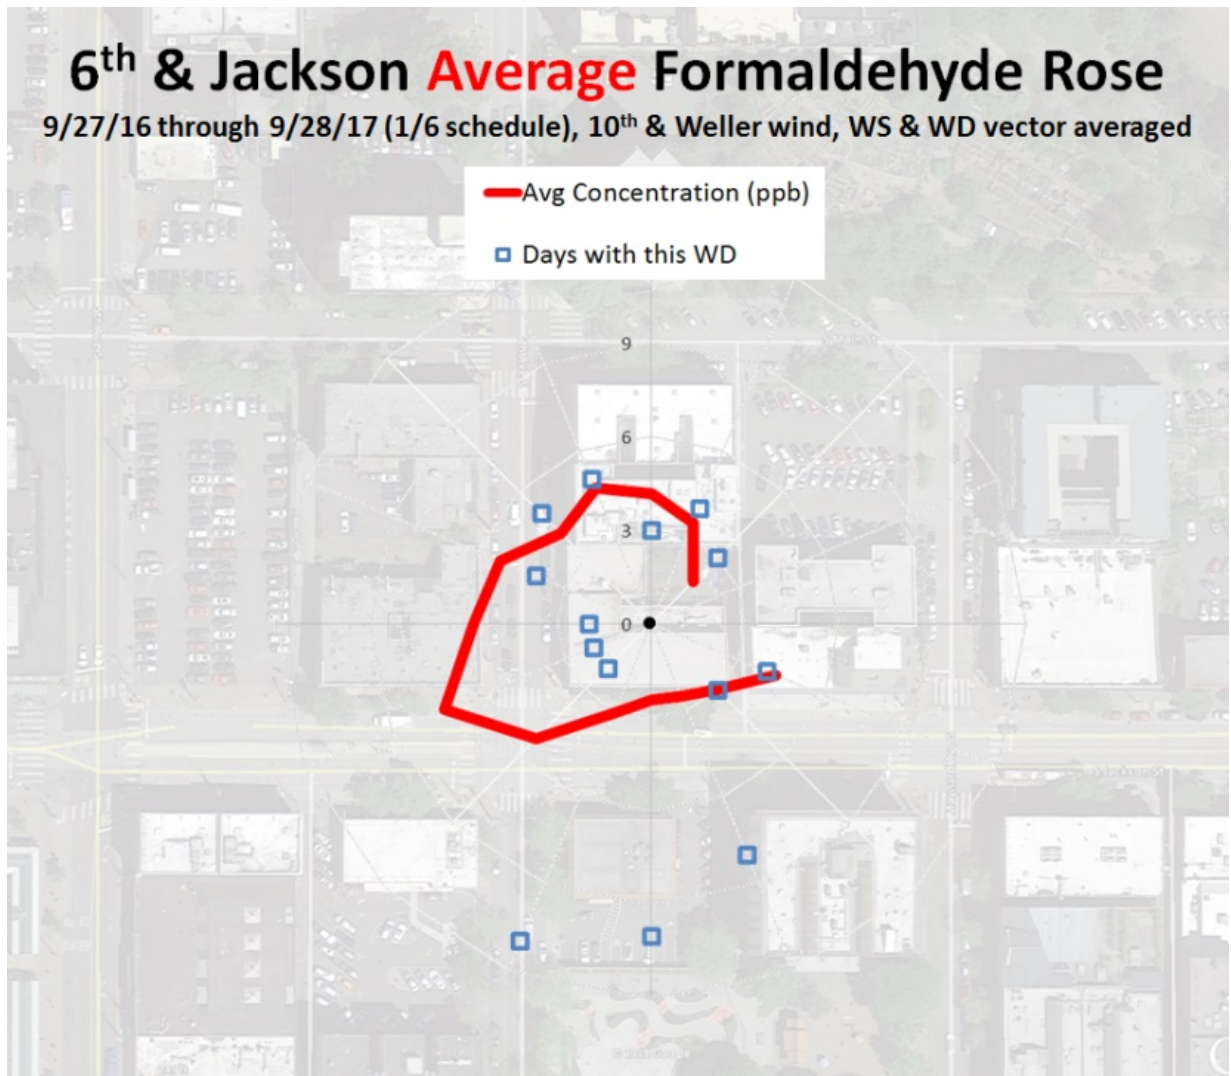 6th & Jackson Average Formaldehyde Rose
9/27/16 through 9/28/17 (1/6 schedule), 10th & Weller wind, WS & WD vector averaged
Avg Concentration (ppb)
Days with this WD
9
6
3
0